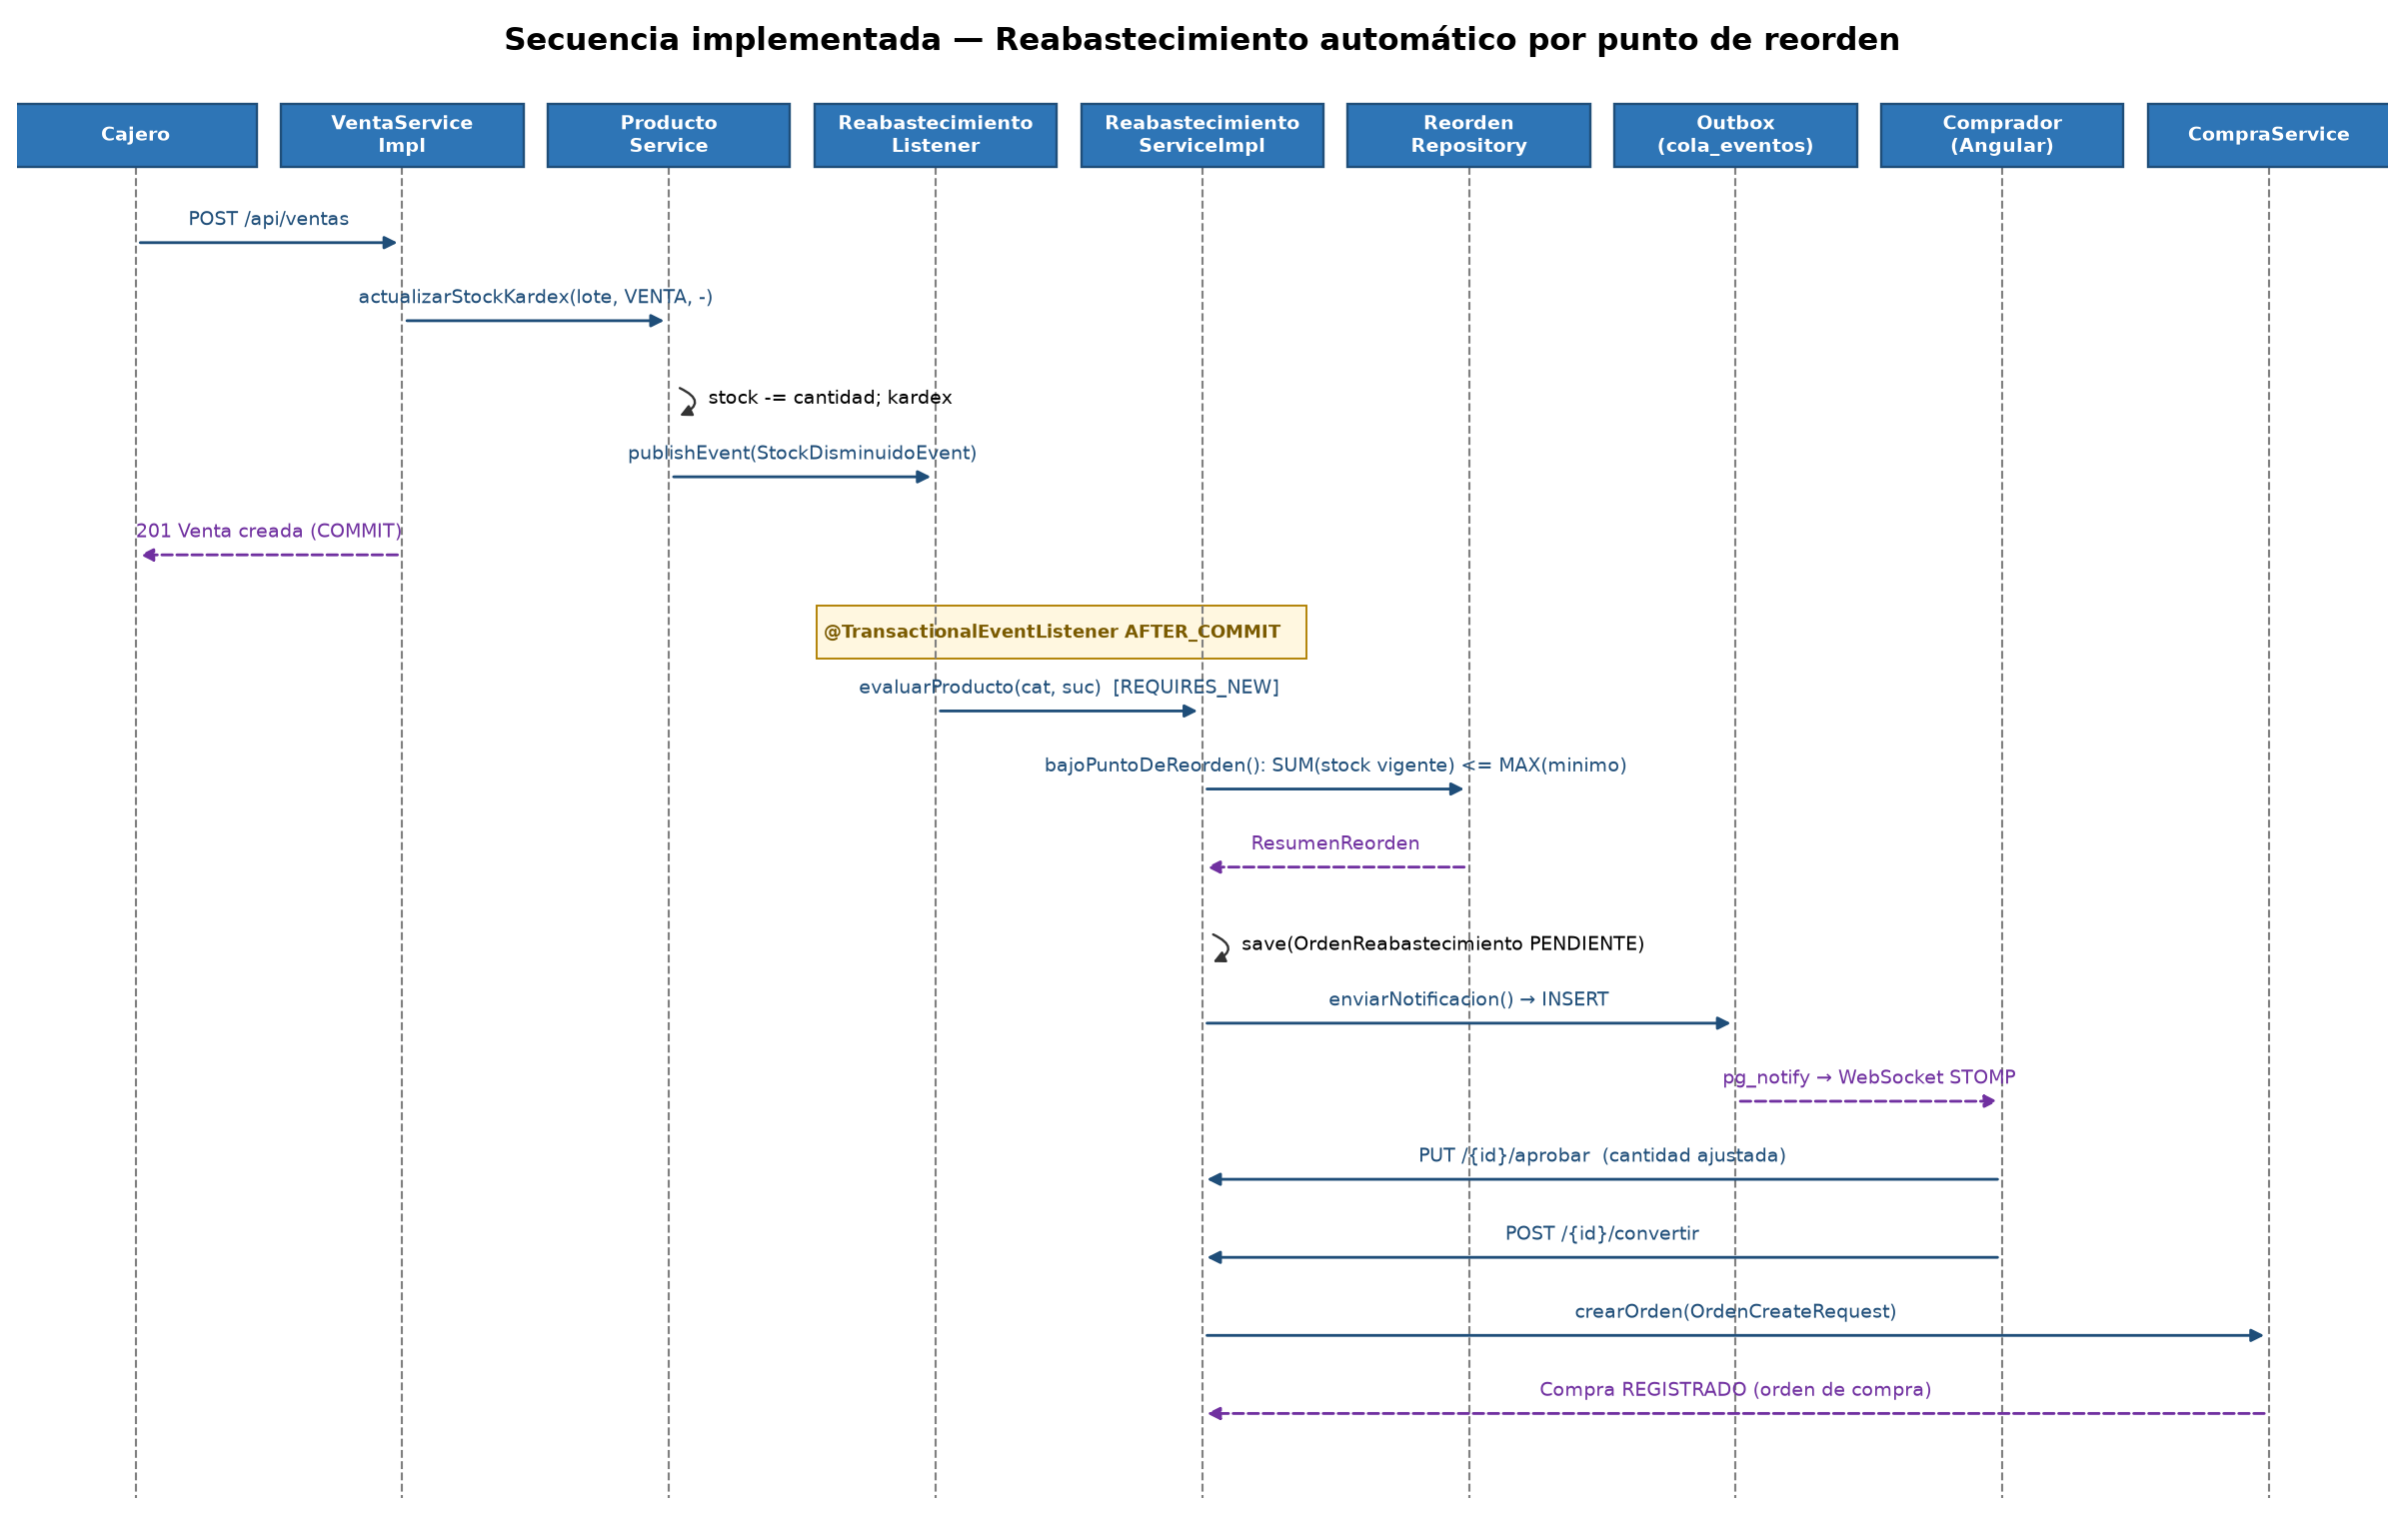 Secuencia implementada — Reabastecimiento automático por punto de reorden
Cajero
VentaService
Impl
Producto
Service
Reabastecimiento
Listener
Reabastecimiento
ServiceImpl
Reorden
Repository
Outbox
(cola_eventos)
Comprador
(Angular)
CompraService
POST /api/ventas
actualizarStockKardex(lote, VENTA, -)
stock -= cantidad; kardex
publishEvent(StockDisminuidoEvent)
201 Venta creada (COMMIT)
@TransactionalEventListener AFTER_COMMIT
evaluarProducto(cat, suc)  [REQUIRES_NEW]
bajoPuntoDeReorden(): SUM(stock vigente) <= MAX(minimo)
ResumenReorden
save(OrdenReabastecimiento PENDIENTE)
enviarNotificacion() → INSERT
pg_notify → WebSocket STOMP
PUT /{id}/aprobar  (cantidad ajustada)
POST /{id}/convertir
crearOrden(OrdenCreateRequest)
Compra REGISTRADO (orden de compra)